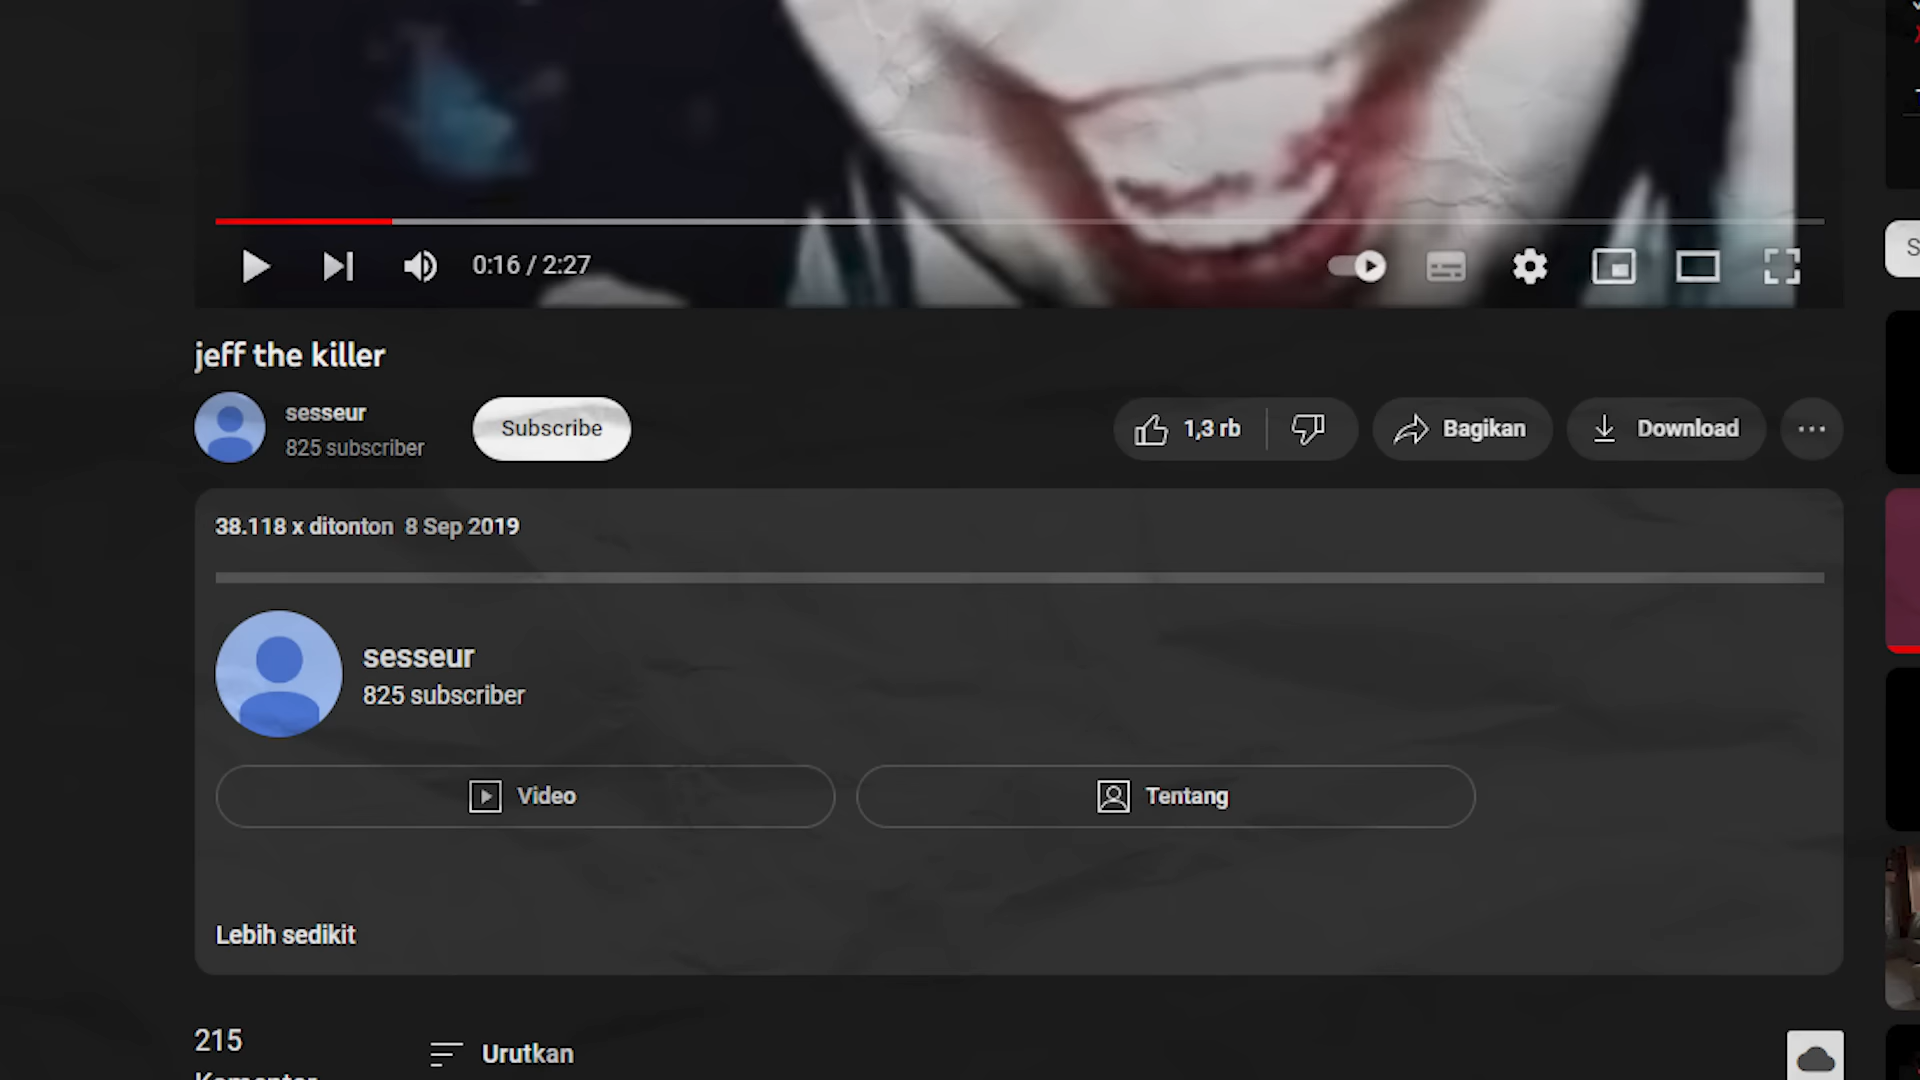 0:16 / 2:27
jeff the killer
sesseur
825 subscriber
Subscribe
1,3 rb
Bagikan
Download
38.118 x ditonton 8 Sep 2019
sesseur
825 subscriber
Video
Tentang
Lebih sedikit
215
Urutkan